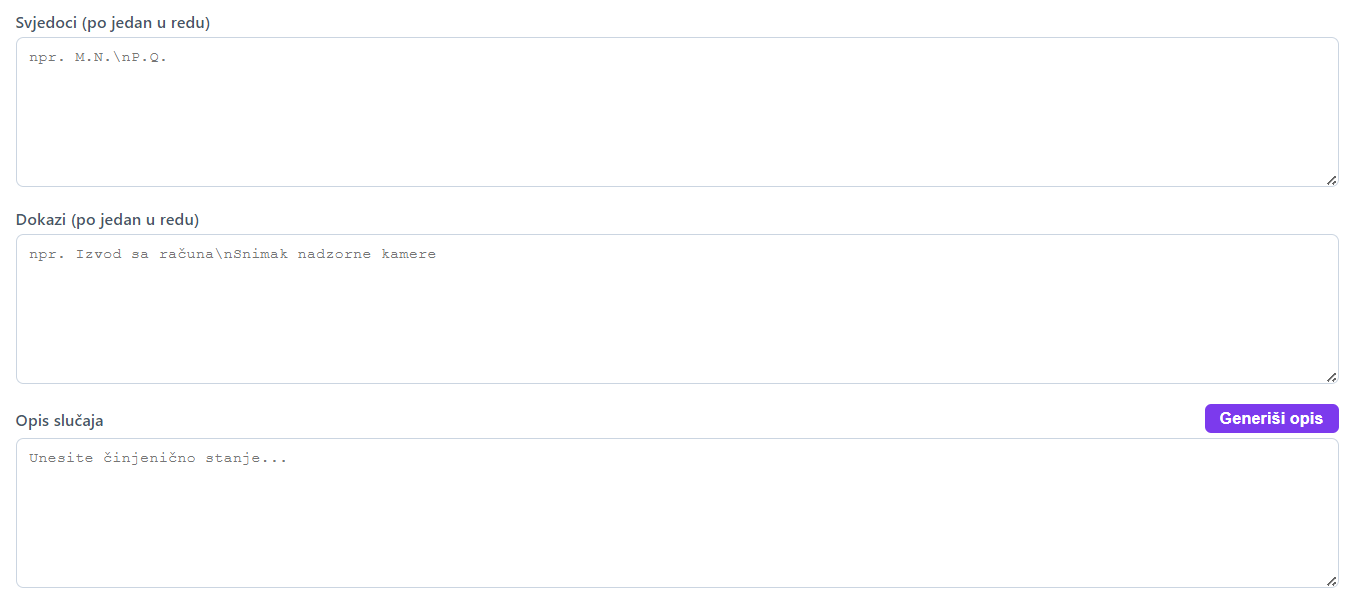 Svjedoci (po jedan u redu)
npr. M.N.\nP.Q.
Dokazi (po jedan u redu)
npr. Izvod sa računa\nSnimak nadzorne kamere
Opis slučaja
Generiši opis
Unesite činjenično stanje...